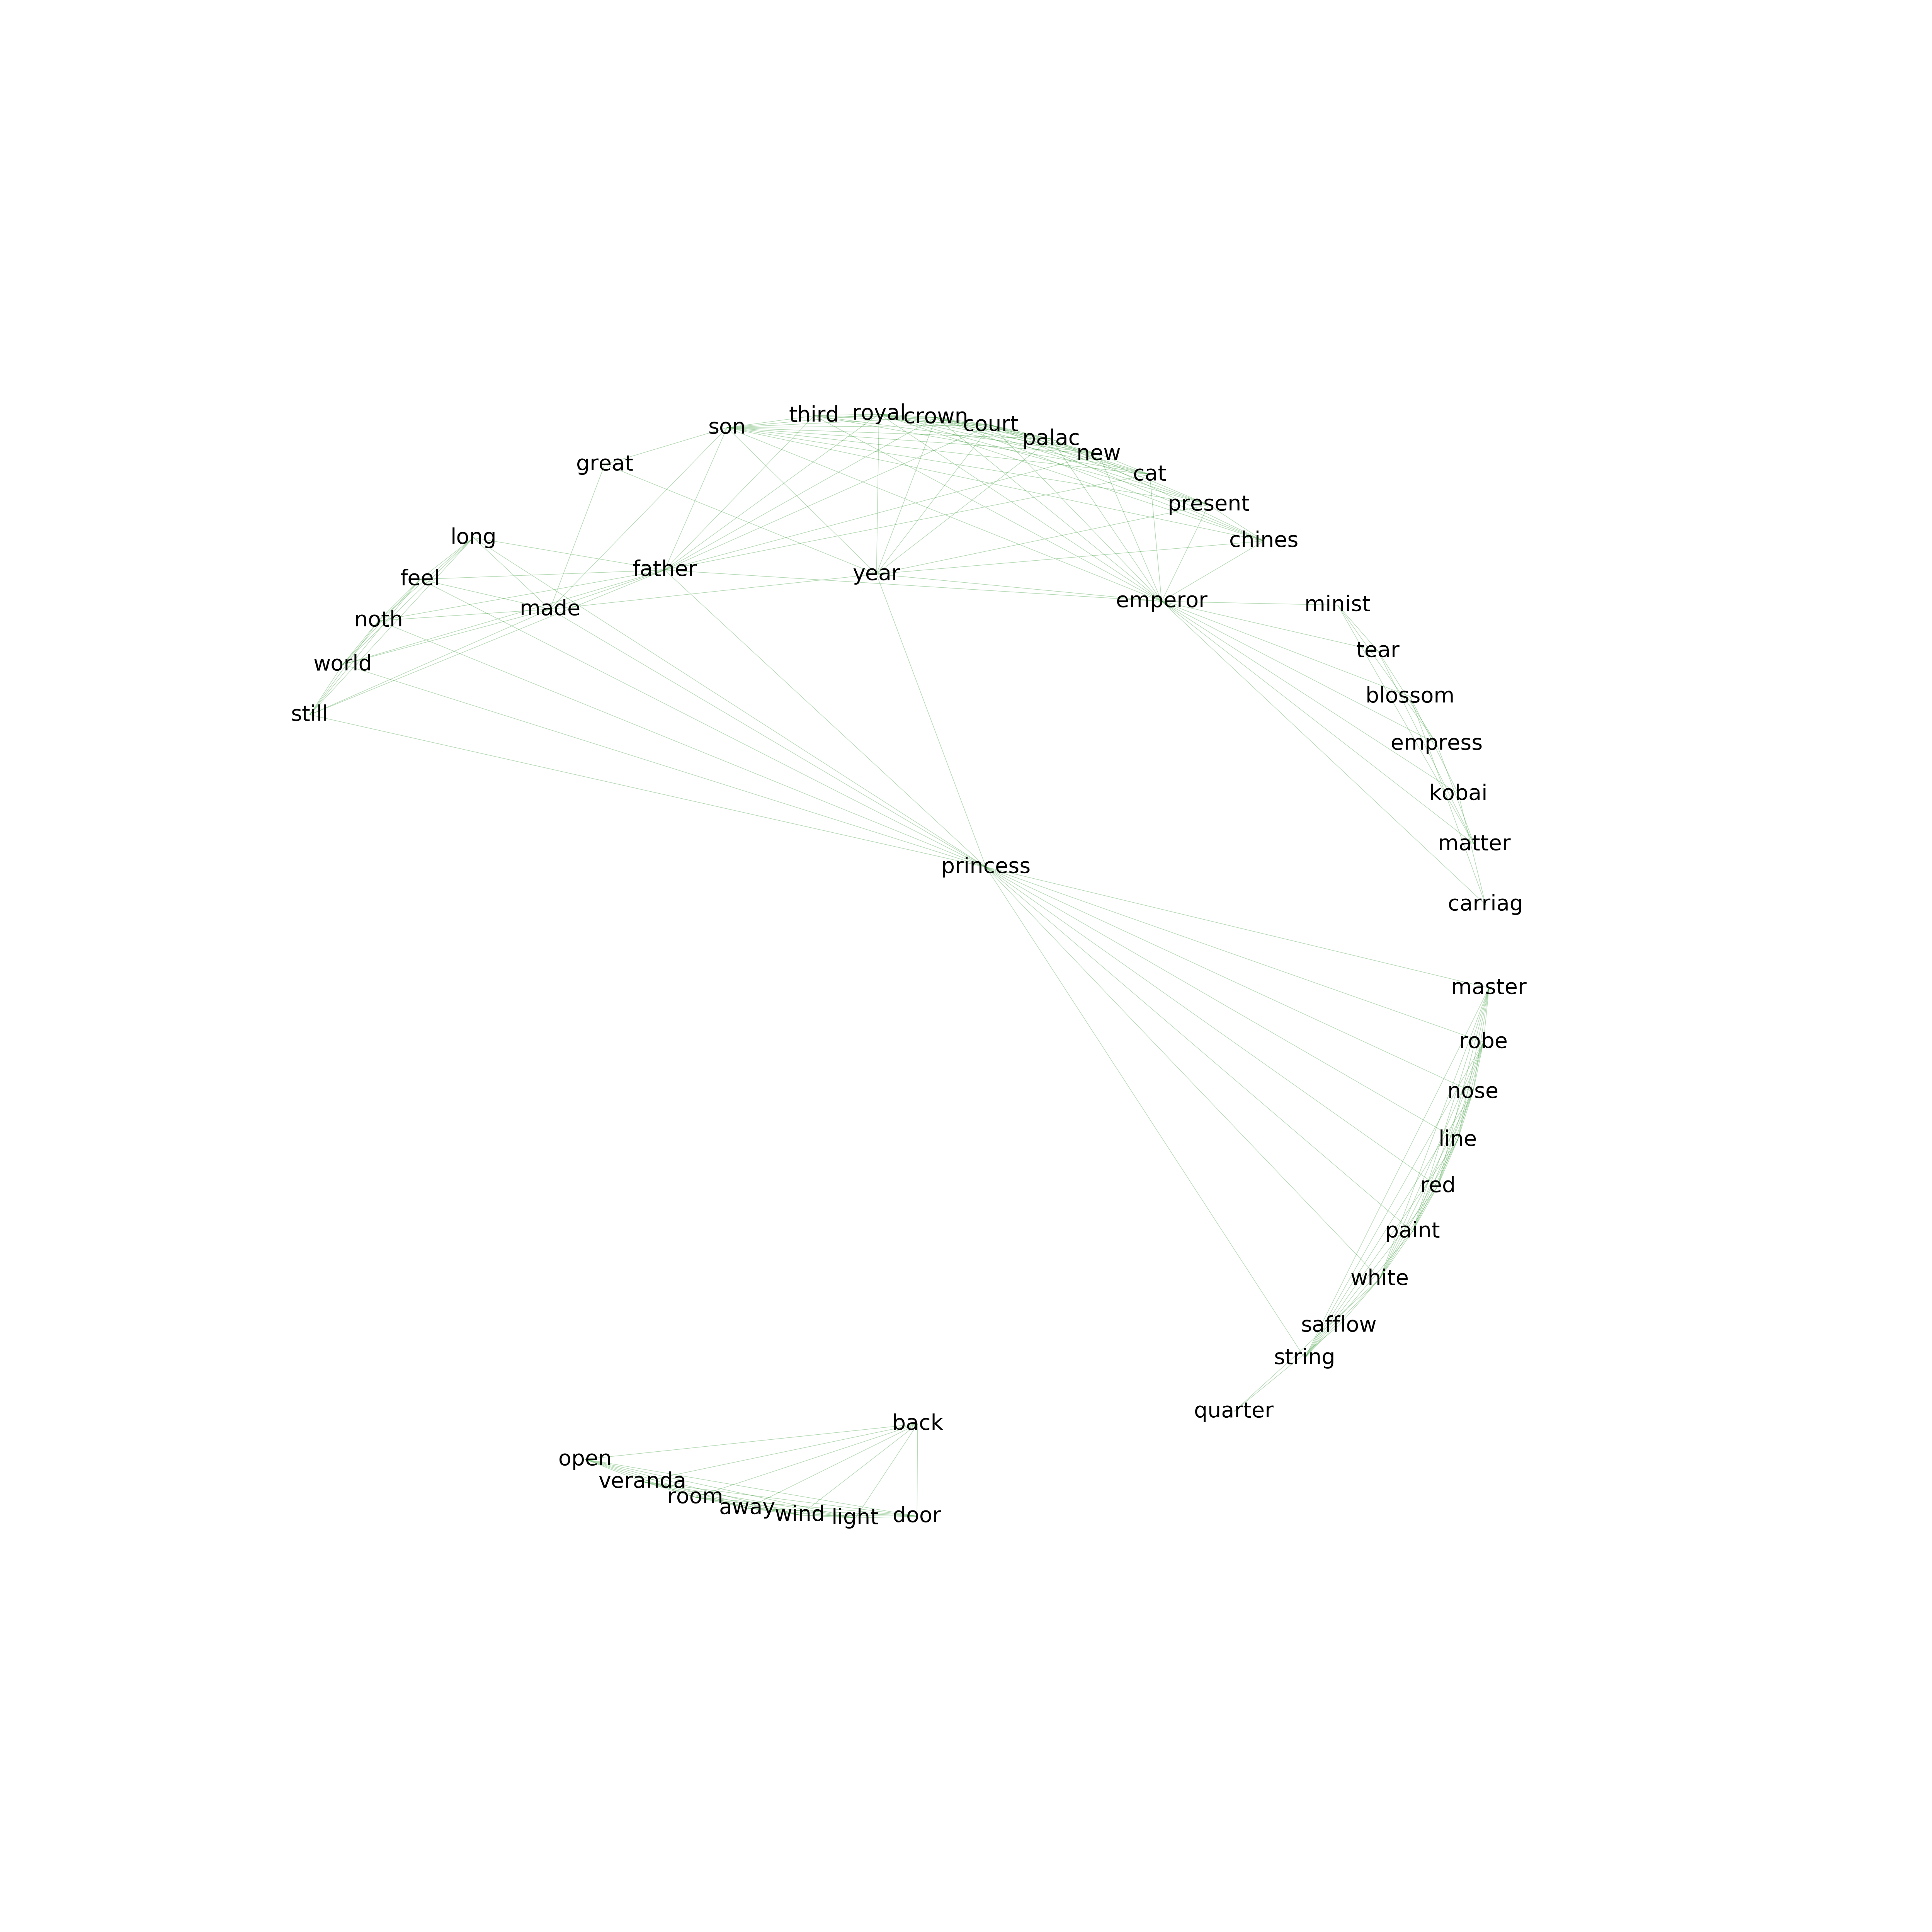 third
royal
crown
court
son
palac
new
great
cat
present
long
chines
father
year
feel
emperor
minist
made
noth
tear
world
blossom
still
empress
kobai
matter
princess
carriag
master
robe
nose
line
red
paint
white
safflow
string
quarter
back
open
veranda
room
away
wind
light
door